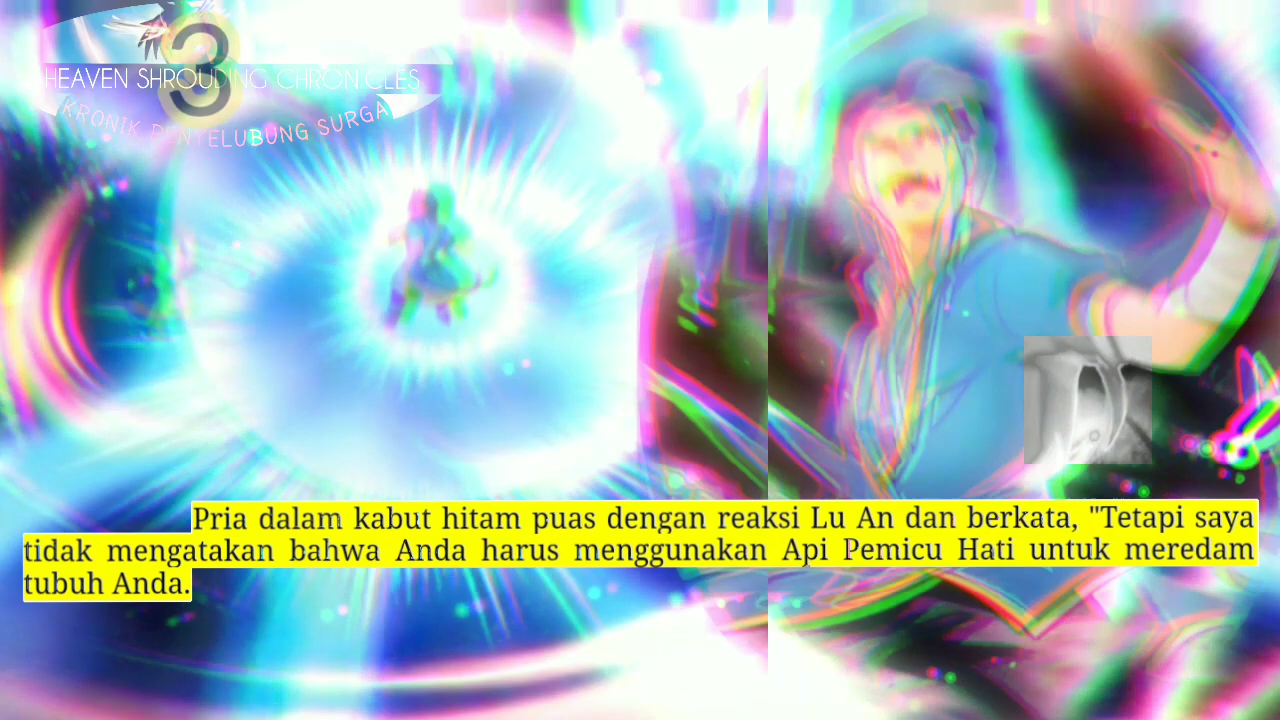 3
HEAVEN SHROUDING CHRONICLES
KRONIK PENYELUBUNG SURGA
Pria dalam kabut hitam puas dengan reaksi Lu An dan berkata, "Tetapi saya
tidak mengatakan bahwa Anda harus menggunakan Api Pemicu Hati untuk meredam
tubuh Anda.